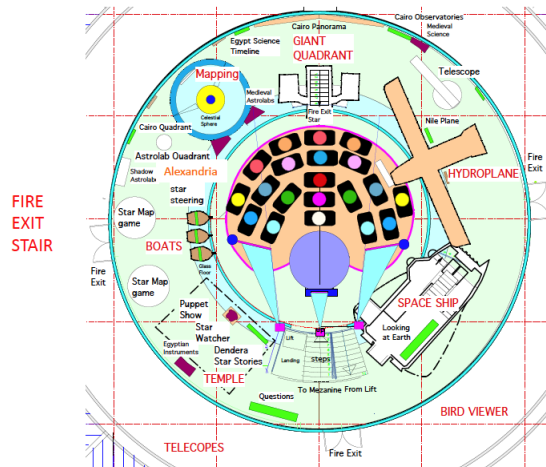 Cairo Observatories
Medieval
Science
Cairo Panorama
GIANT
QUADRANT
Egypt Science
Timeline
Mapping
Telescope
Medieval
Astrolabs
Fire Exit
Star
Celestial
Sphere
Nile Plane
Cairo Quadrant
Astrolab Quadrant
Shadow
Astrolabe
Alexandria
star
steering
HYDROPLANE
Fire
Exit
FIRE
EXIT
STAIR
Star Map
game
BOATS
Glass
Floor
Fire
Exit
Star Map
game
SPACE SHIP
Puppet
Show
Star
Watcher
Looking
at Earth
Egyptian
Instruments
Dendera
Star Stories
Lift
Landing
steps
TEMPLE
To Mezanine
From Lift
Questions
BIRD VIEWER
TELECOPES
Fire Exit